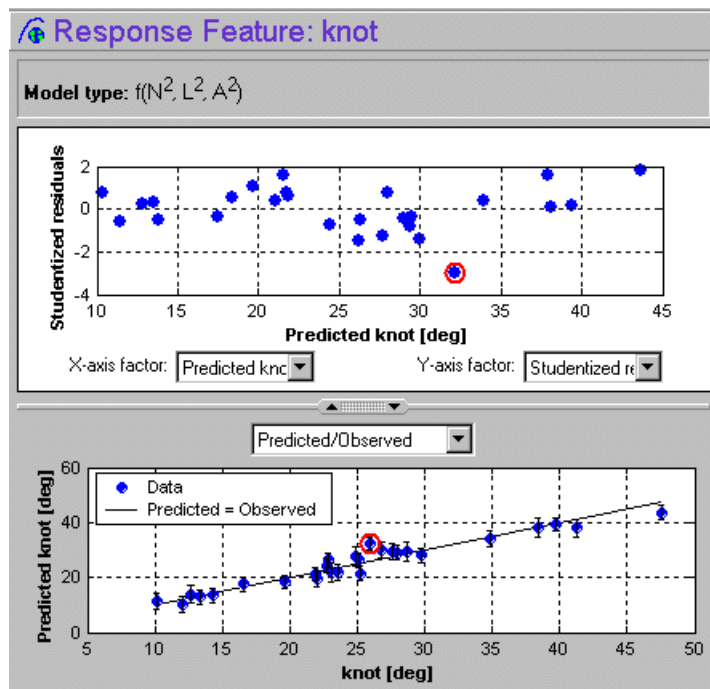 Response Feature: knot
Model type: f(N², L², A²)
Studentized residuals
2
0
-2
-4
10 15 20 25 30 35 40 45
Predicted knot [deg]
X-axis factor: Predicted knc Y-axis factor: Studentized re
Predicted/Observed
Predicted knot [deg]
60
40
20
0
Data
Predicted = Observed
5 10 15 20 25 30 35 40 45 50
knot [deg]